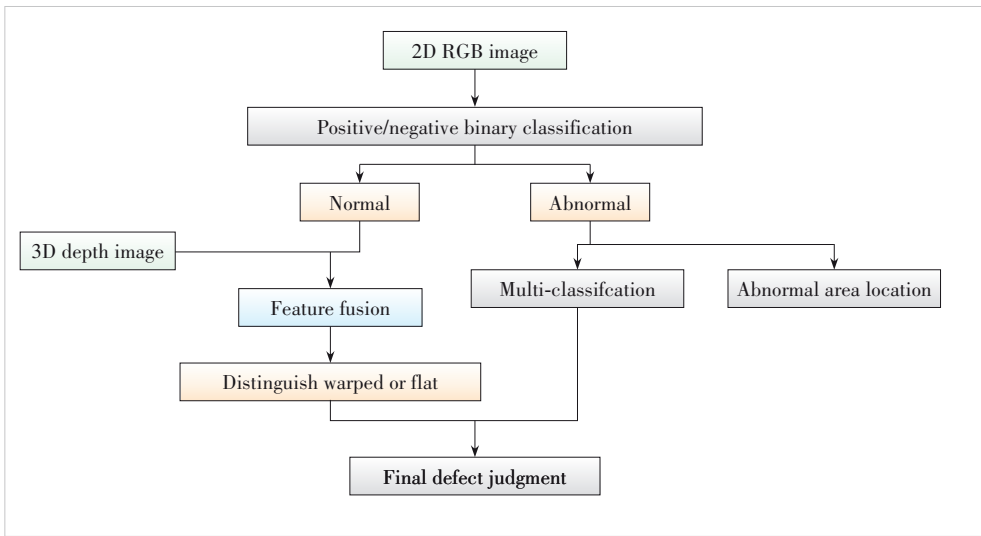 2D RGB image
Positive/negative binary classification
Normal
Abnormal
3D depth image
Multi-classifcation
Abnormal area location
Feature fusion
Distinguish warped or flat
Final defect judgment